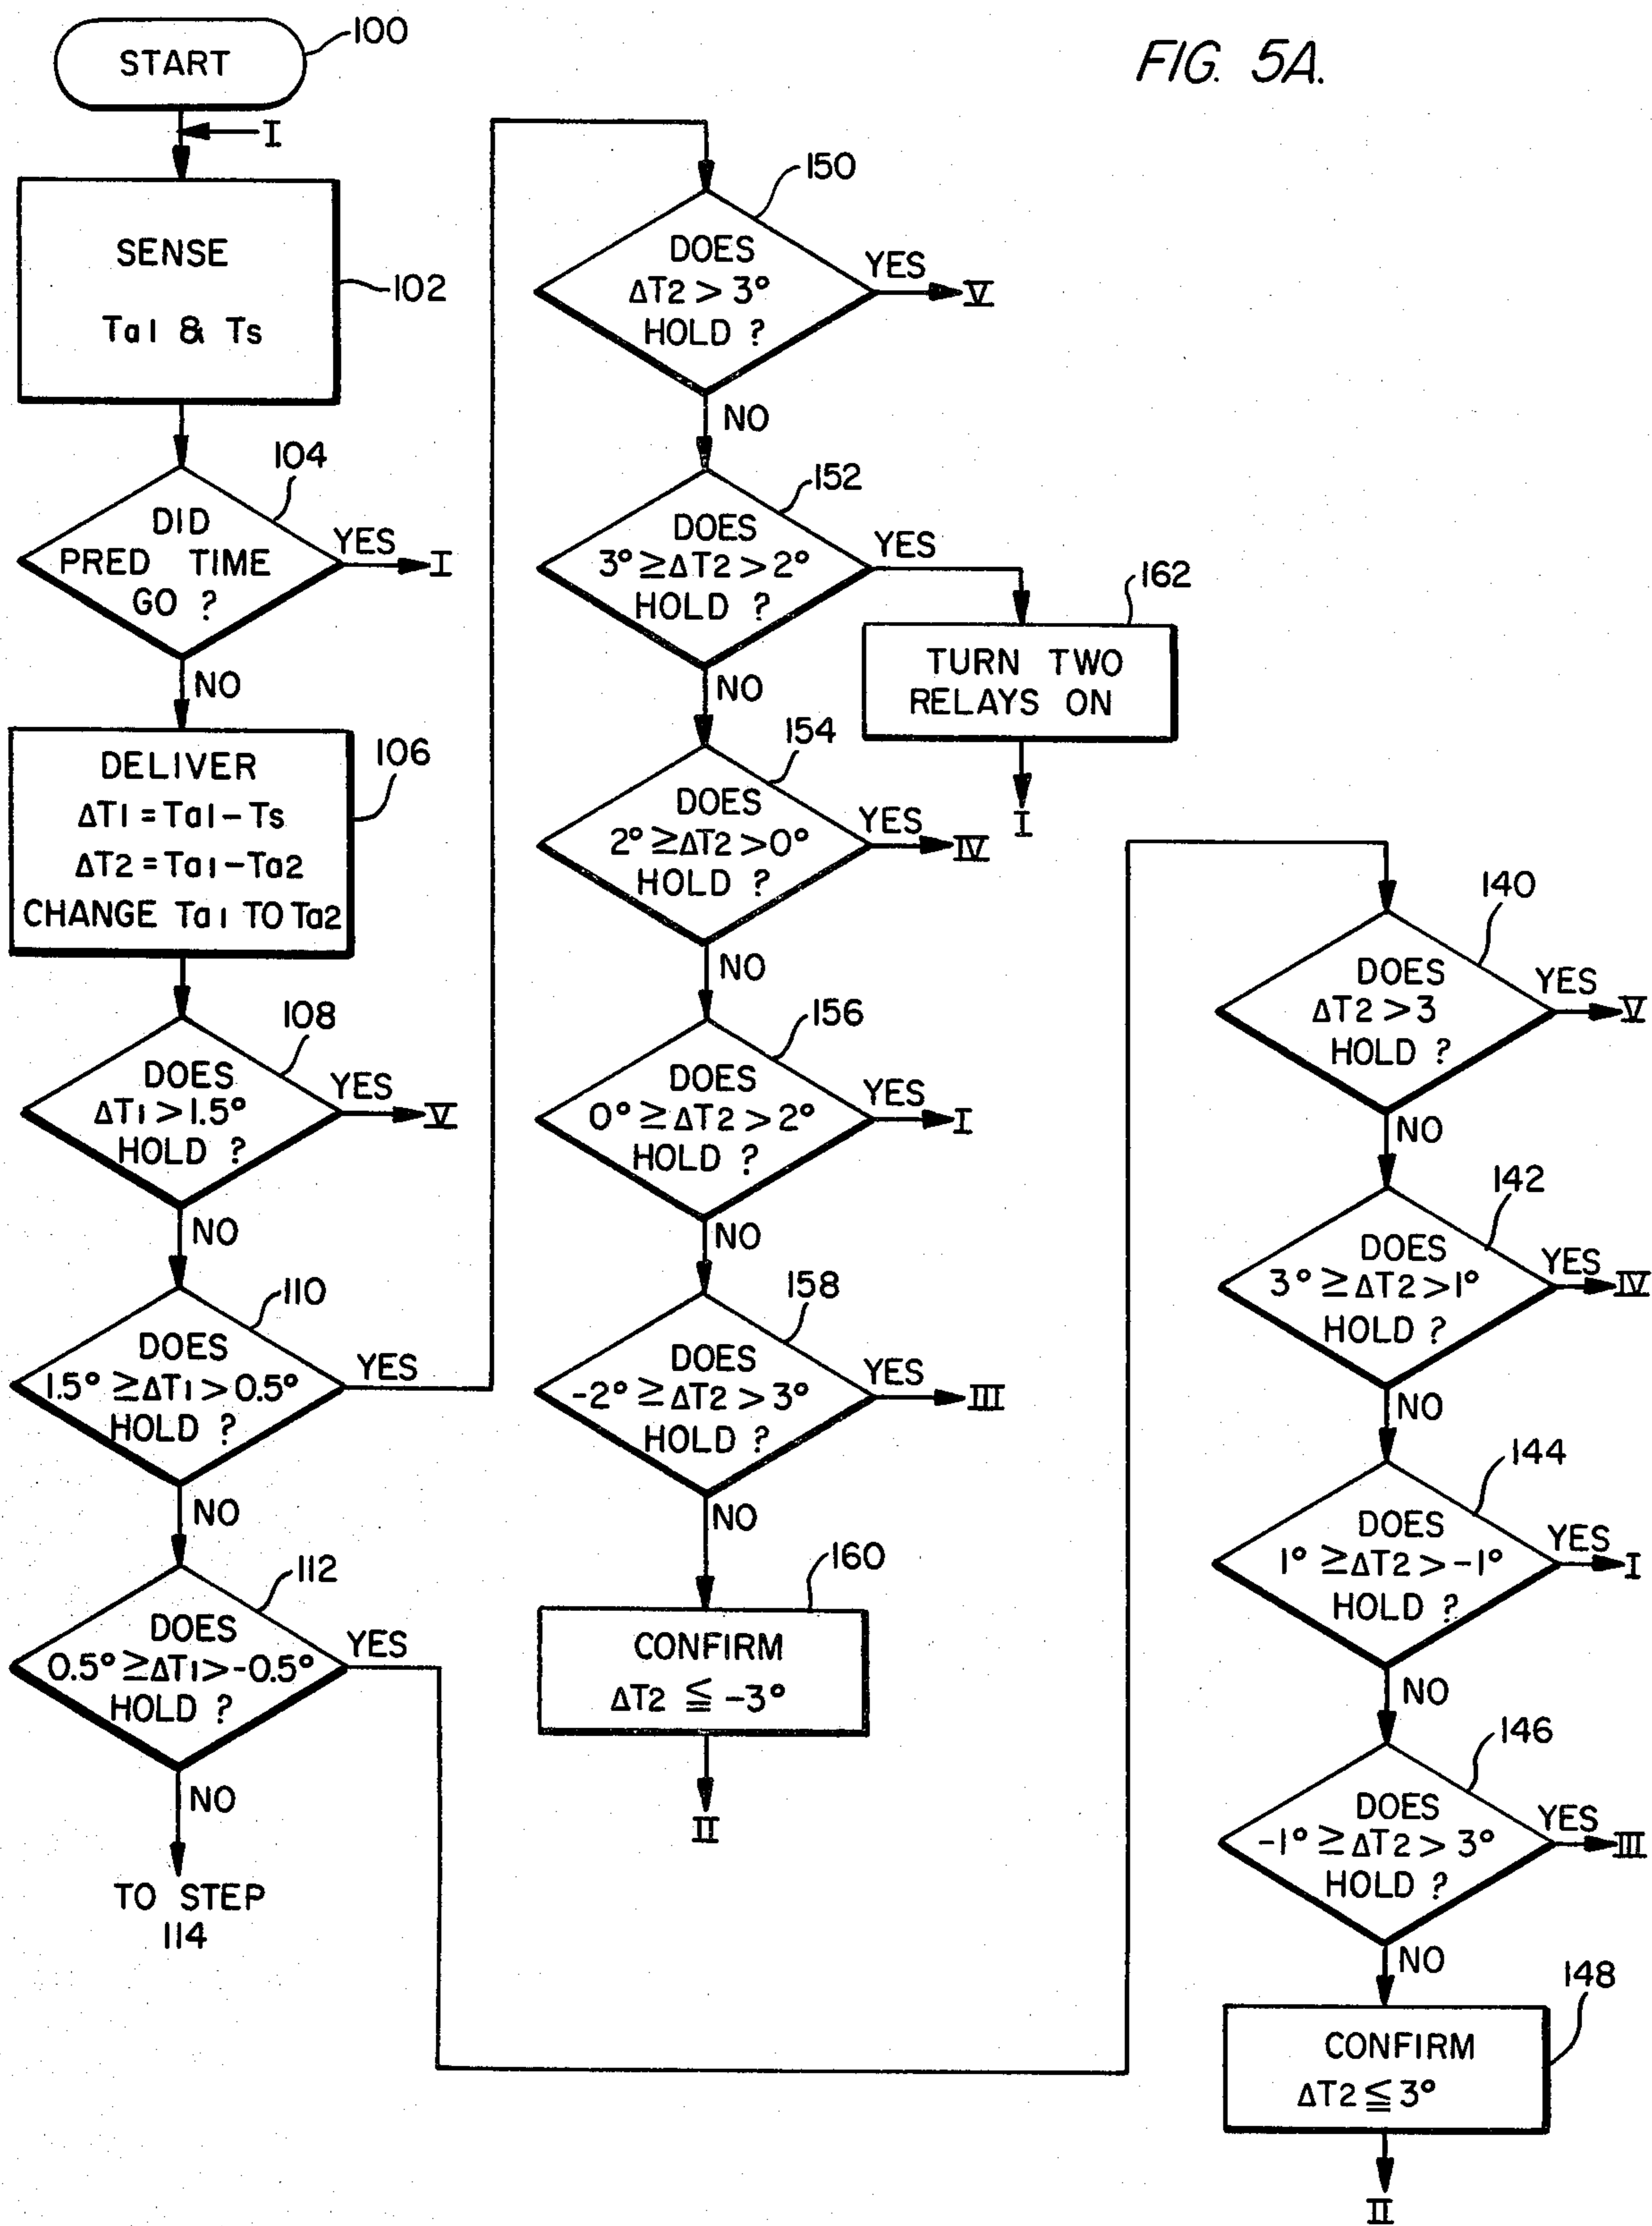 FIG. 5A.
START
100
I
SENSE
Ta1 & Ts
102
104
DID
PRED TIME
GO ?
YES
I
NO
DELIVER
ΔT1 = Ta1 - Ts
ΔT2 = Ta1 - Ta2
CHANGE Ta1 TO Ta2
106
108
DOES
ΔT1 > 1.5°
HOLD ?
YES
V
NO
110
DOES
1.5° ≥ ΔT1 > 0.5°
HOLD ?
YES
NO
112
DOES
0.5° ≥ ΔT1 > -0.5°
HOLD ?
YES
NO
TO STEP
114
150
DOES
ΔT2 > 3°
HOLD ?
YES
V
NO
152
DOES
3° ≥ ΔT2 > 2°
HOLD ?
YES
162
TURN TWO
RELAYS ON
I
NO
154
DOES
2° ≥ ΔT2 > 0°
HOLD ?
YES
IV
NO
156
DOES
0° ≥ ΔT2 > 2°
HOLD ?
YES
I
NO
158
DOES
-2° ≥ ΔT2 > 3°
HOLD ?
YES
III
NO
160
CONFIRM
ΔT2 ≦ -3°
II
140
DOES
ΔT2 > 3
HOLD ?
YES
V
NO
142
DOES
3° ≥ ΔT2 > 1°
HOLD ?
YES
IV
NO
144
DOES
1° ≥ ΔT2 > -1°
HOLD ?
YES
I
NO
146
DOES
-1° ≥ ΔT2 > 3°
HOLD ?
YES
III
NO
148
CONFIRM
ΔT2 ≦ 3°
II